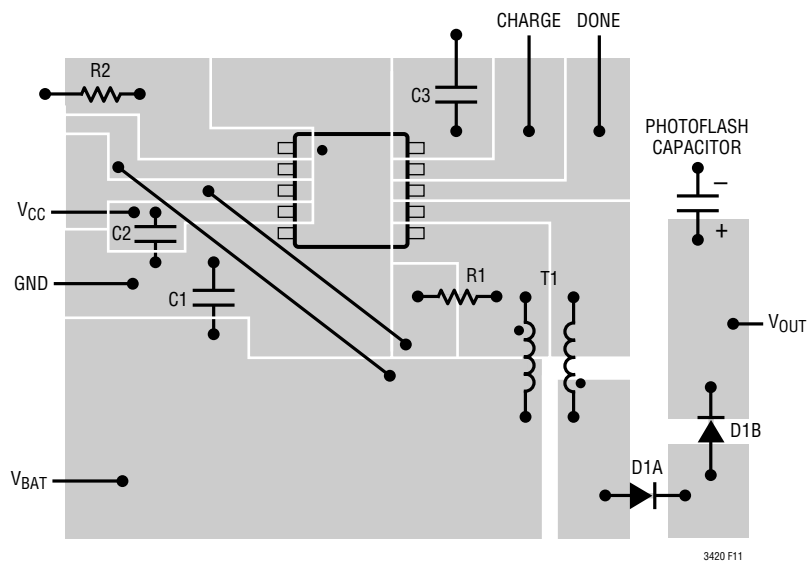 CHARGE DONE
R2
C3
PHOTOFLASH
CAPACITOR
–
VCC
C2
+
GND
C1
R1
T1
VOUT
D1B
D1A
VBAT
3420 F11